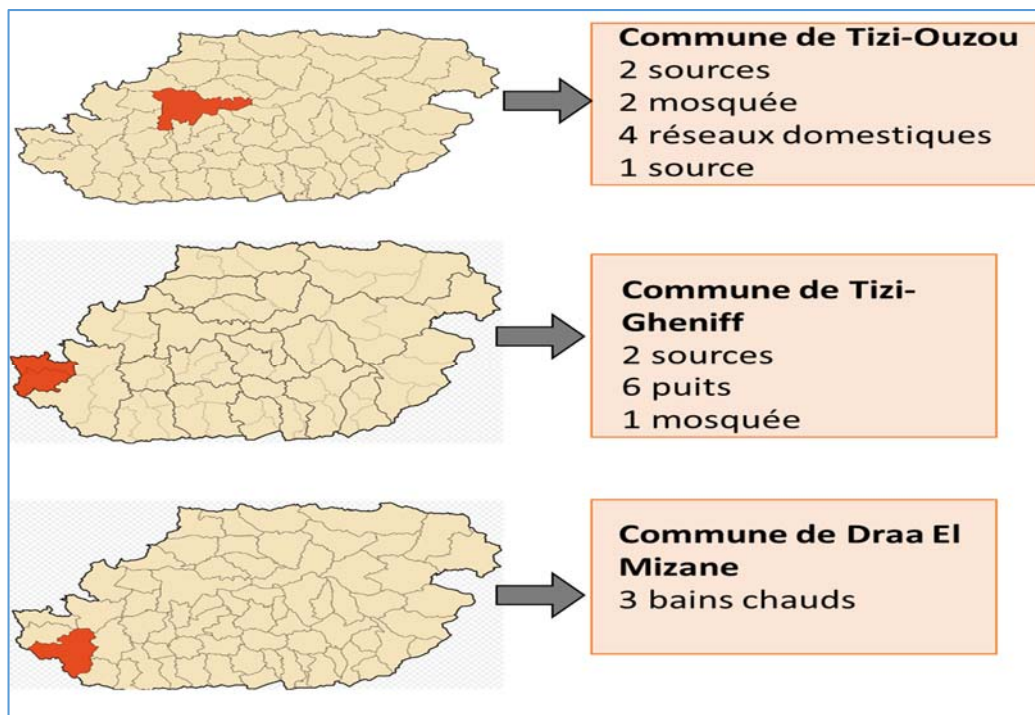 Commune de Tizi-Ouzou
2 sources
2 mosquée
4 réseaux domestiques
1 source
Commune de Tizi-
Gheniff
2 sources
6 puits
1 mosquée
Commune de Draa El
Mizane
3 bains chauds